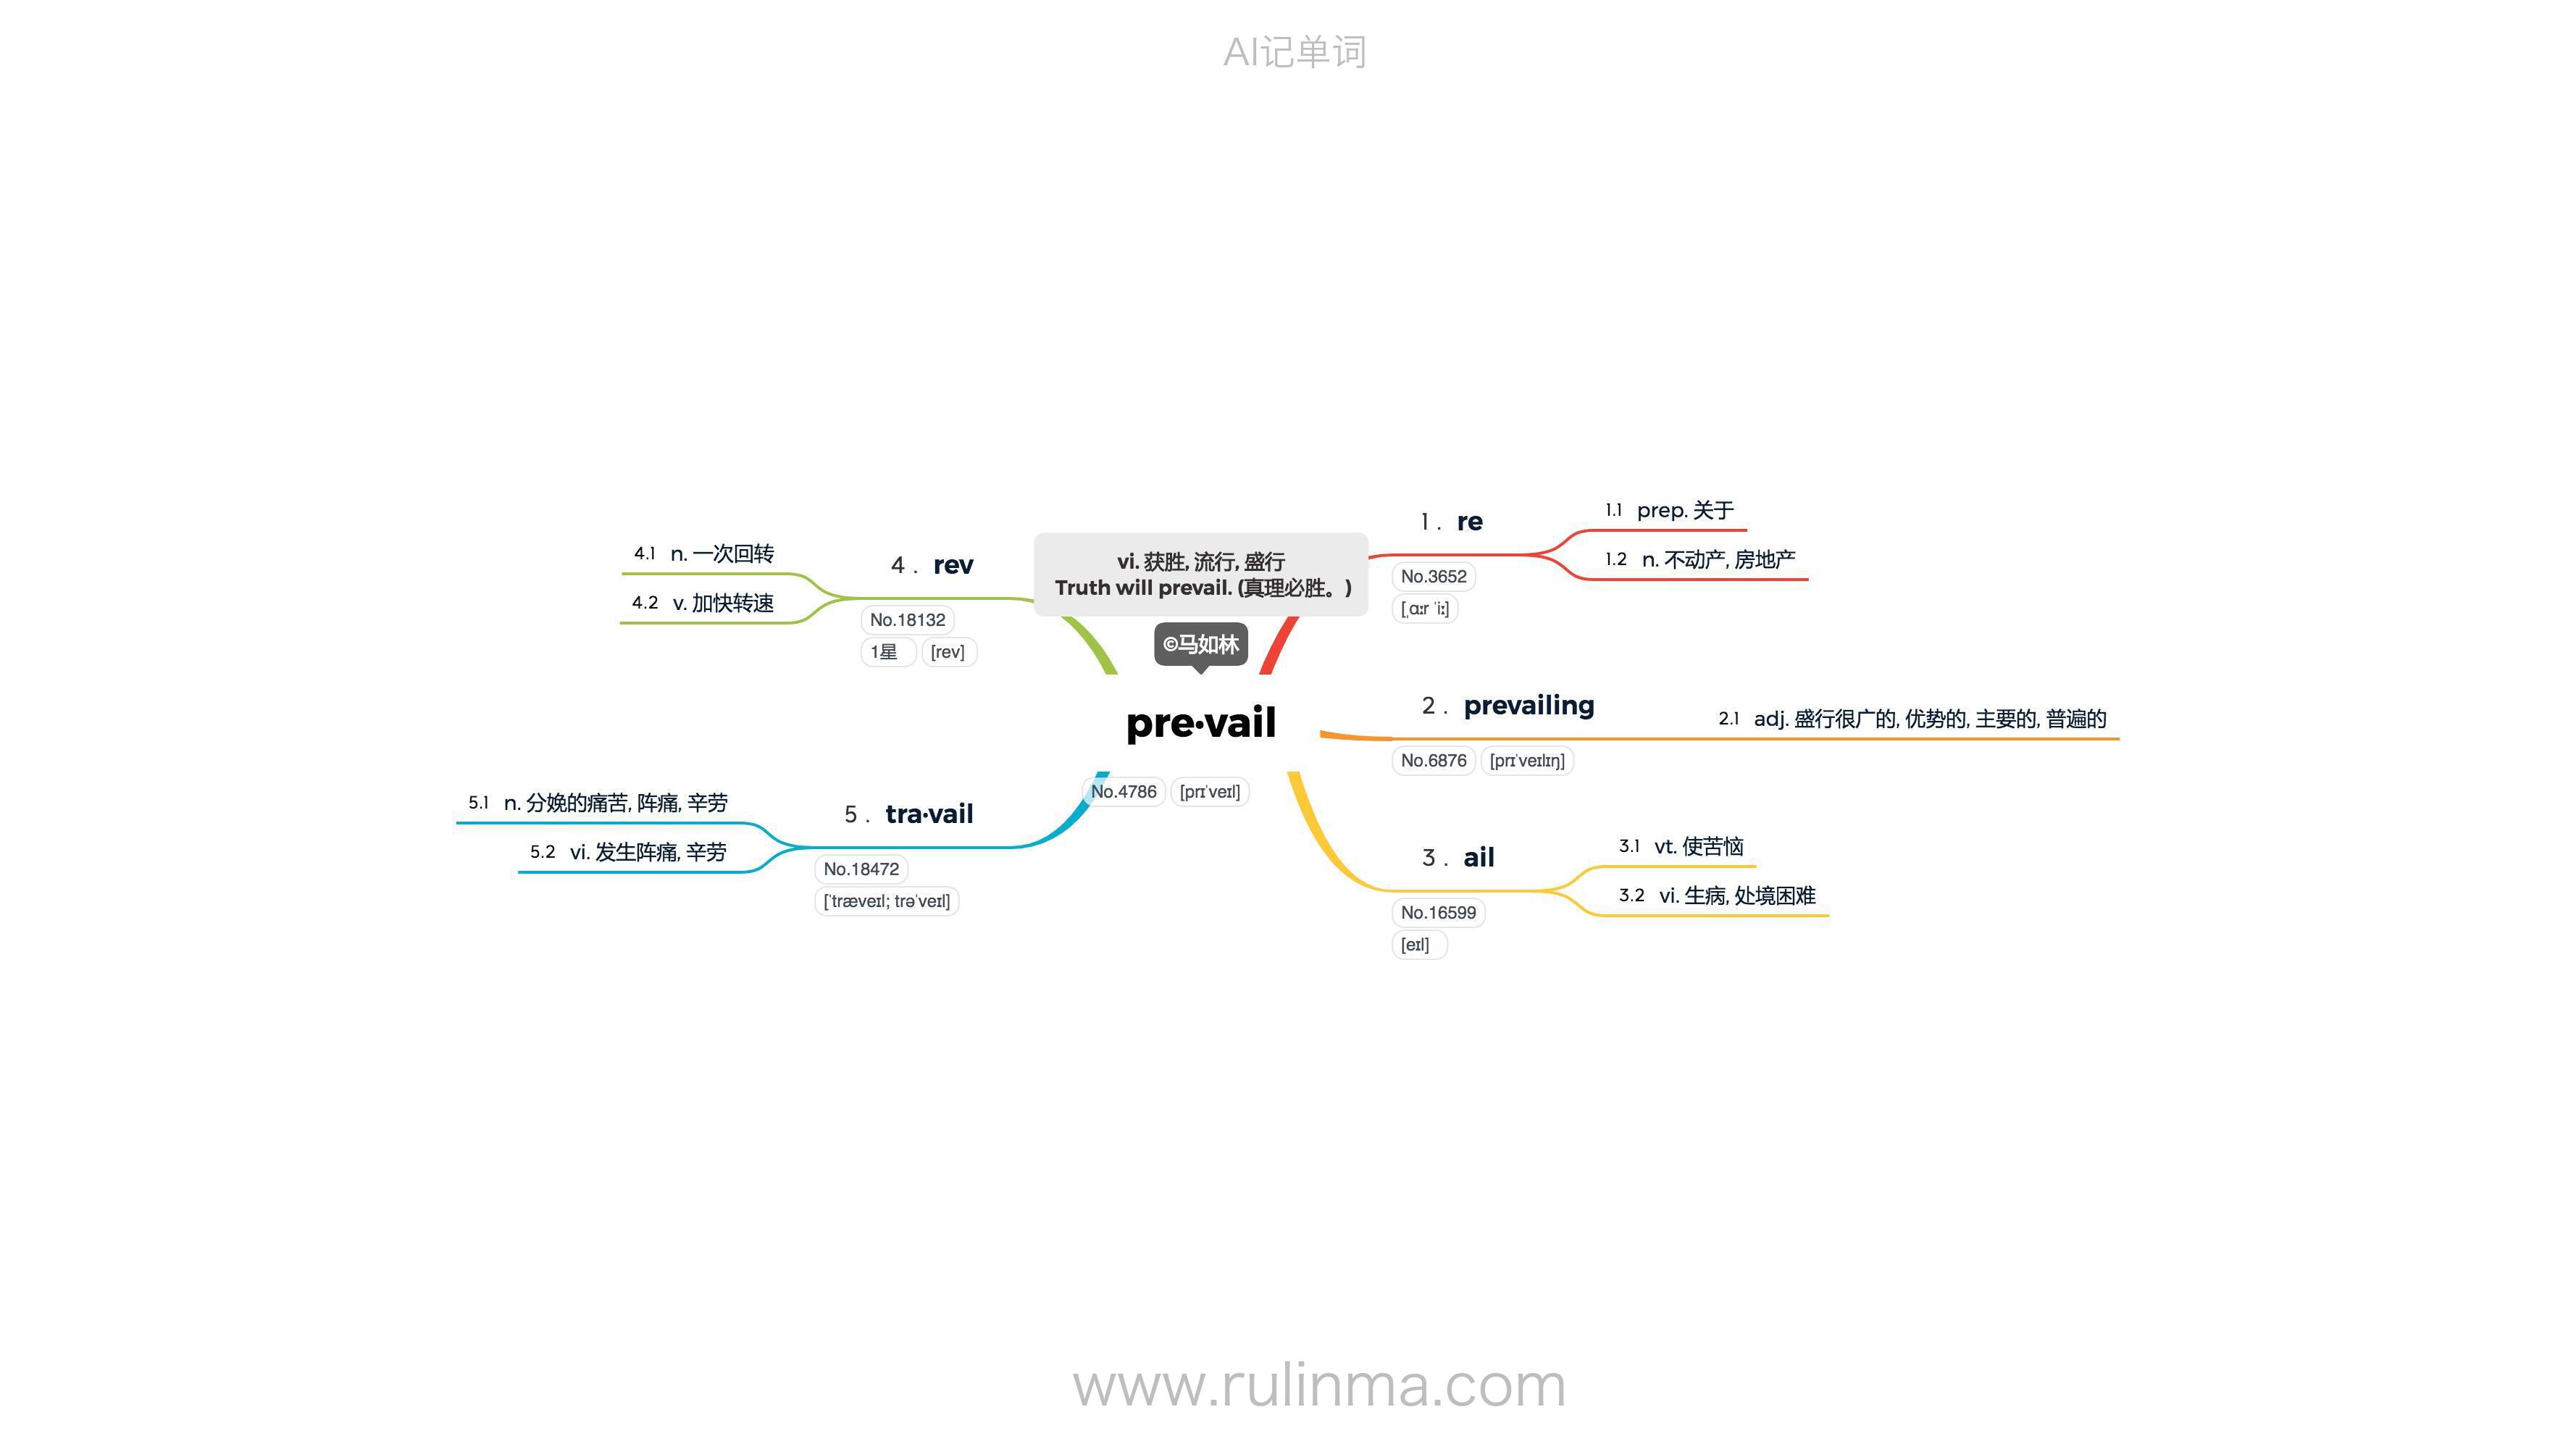 AI记单词
vi. 获胜, 流行, 盛行
Truth will prevail. (真理必胜。)
©马如林
pre·vail
No.4786 [prɪˈveɪl]
1 . re
No.3652
[ˌɑːr ˈiː]
1.1 prep. 关于
1.2 n. 不动产, 房地产
2 . prevailing
No.6876 [prɪˈveɪlɪŋ]
2.1 adj. 盛行很广的, 优势的, 主要的, 普遍的
3 . ail
No.16599
[eɪl]
3.1 vt. 使苦恼
3.2 vi. 生病, 处境困难
4 . rev
No.18132
1星 [rev]
4.1 n. 一次回转
4.2 v. 加快转速
5 . tra·vail
No.18472
[ˈtræveɪl; trəˈveɪl]
5.1 n. 分娩的痛苦, 阵痛, 辛劳
5.2 vi. 发生阵痛, 辛劳
www.rulinma.com